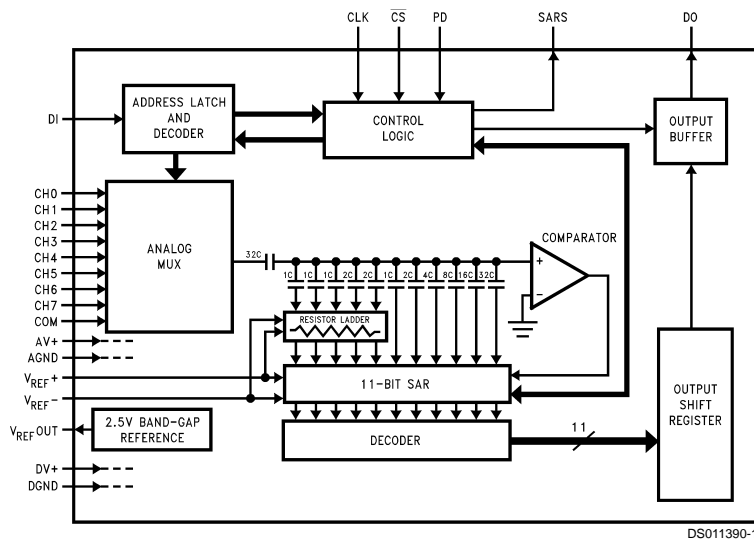 CLK CS PD SARS DO
DI
ADDRESS LATCH
AND
DECODER
CONTROL
LOGIC
OUTPUT
BUFFER
CH0
CH1
CH2
CH3
CH4
CH5
CH6
CH7
COM
ANALOG
MUX
32C
1C 1C 1C 2C 2C 1C 2C 4C 8C 16C 32C
COMPARATOR
+
−
RESISTOR LADDER
AV+
AGND
VREF+
VREF−
11-BIT SAR
VREFOUT
2.5V BAND-GAP
REFERENCE
DECODER
11
OUTPUT
SHIFT
REGISTER
DV+
DGND
DS011390-1